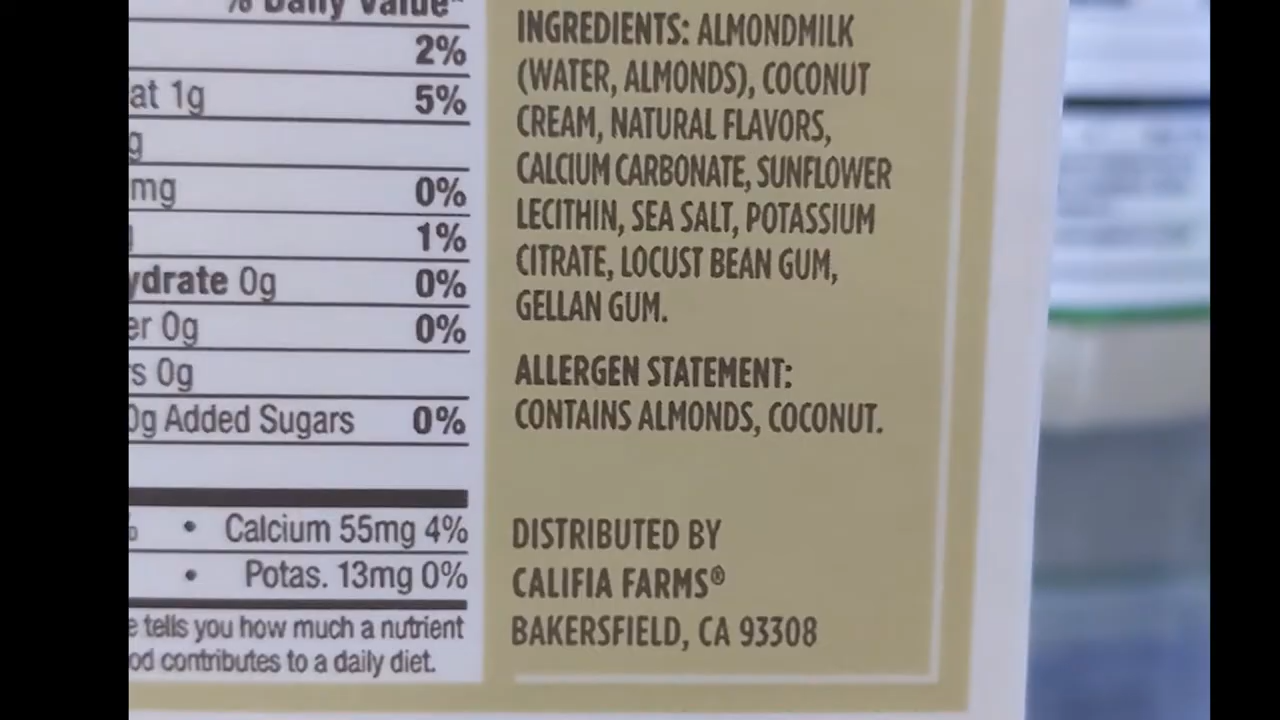 % Daily Value*
2%
at 1g 5%
g
mg 0%
1%
ydrate 0g 0%
er 0g 0%
s 0g
0g Added Sugars 0%
• Calcium 55mg 4%
• Potas. 13mg 0%
e tells you how much a nutrient
od contributes to a daily diet.
INGREDIENTS: ALMONDMILK
(WATER, ALMONDS), COCONUT
CREAM, NATURAL FLAVORS,
CALCIUM CARBONATE, SUNFLOWER
LECITHIN, SEA SALT, POTASSIUM
CITRATE, LOCUST BEAN GUM,
GELLAN GUM.
ALLERGEN STATEMENT:
CONTAINS ALMONDS, COCONUT.
DISTRIBUTED BY
CALIFIA FARMS®
BAKERSFIELD, CA 93308